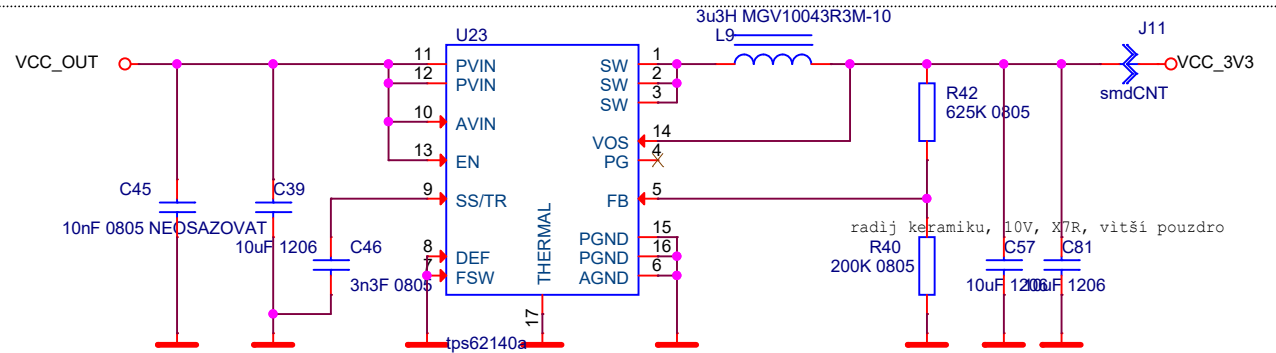 3u3H MGV10043R3M-10
L9
U23
J11
VCC_OUT
VCC_3V3
smdCNT
11
PVIN
12
PVIN
10
AVIN
13
EN
9
SS/TR
8
DEF
7
FSW
THERMAL
17
SW
1
SW
2
SW
3
VOS
14
PG
4
FB
5
PGND
15
PGND
16
AGND
6
tps62140a
R42
625K 0805
C45
10nF 0805 NEOSAZOVAT
C39
10uF 1206
C46
3n3F 0805
radìj keramiku, 10V, X7R, vìtší pouzdro
R40
200K 0805
C57
10uF 1206
C81
10uF 1206